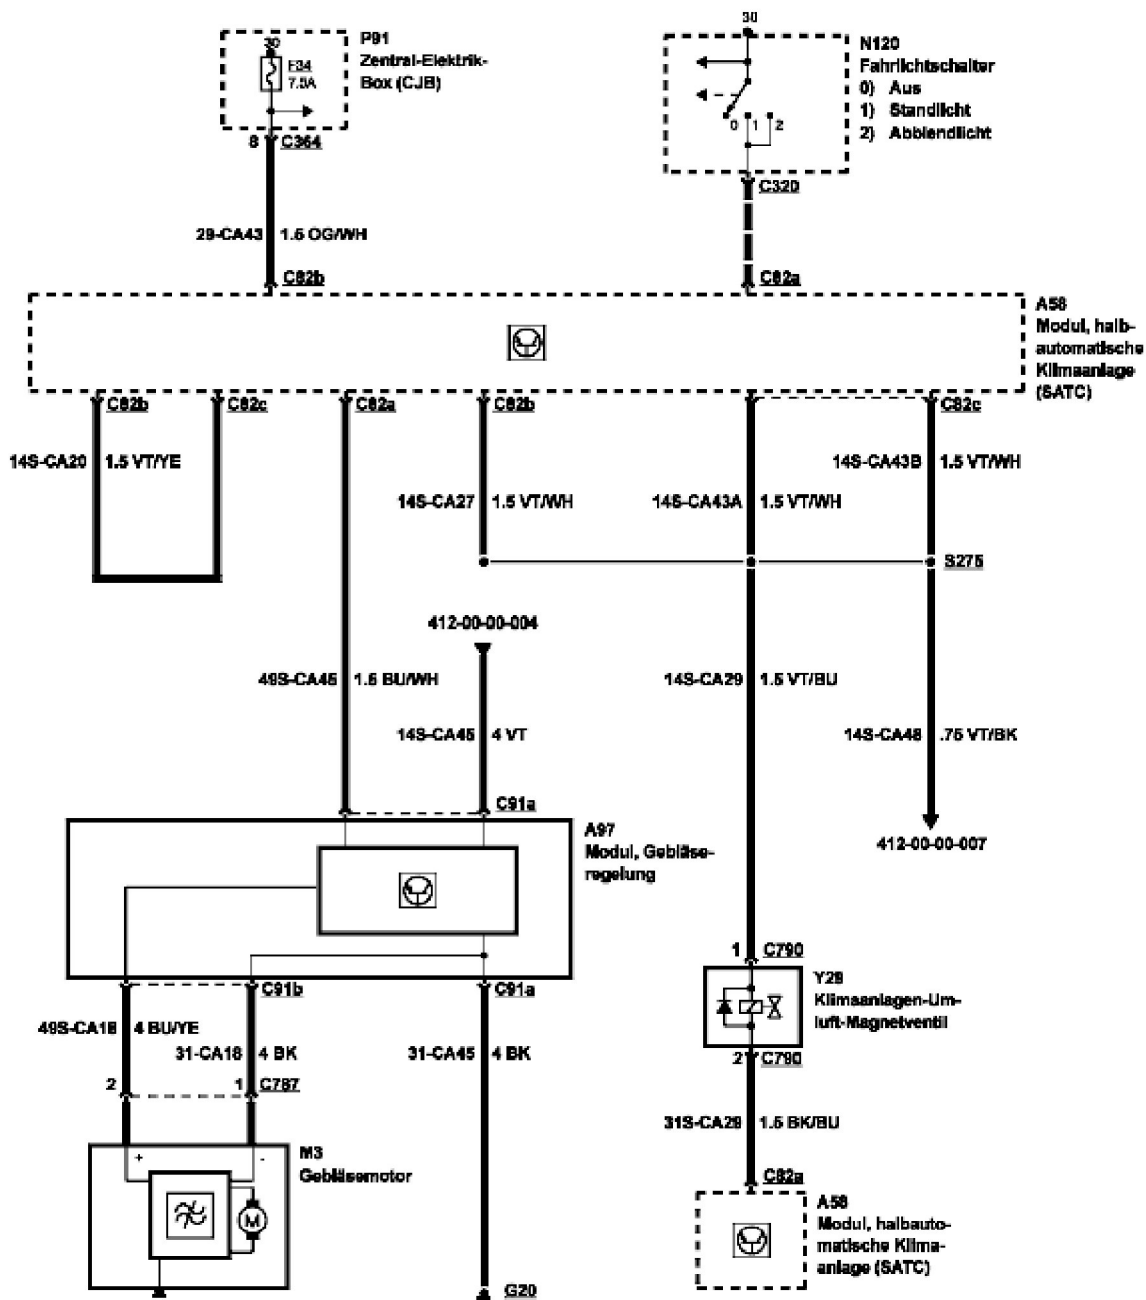 30
F34
7.5A
P91
Zentral-Elektrik-
Box (CJB)
8
C364
30
0
1
2
N120
Fahrlichtschalter
0) Aus
1) Standlicht
2) Abblendlicht
C320
29-CA43
1.5 OG/WH
C82b
C82a
A58
Modul, halb-
automatische
Klimaanlage
(SATC)
C82b
C82c
C82a
C82b
C82c
14S-CA20
1.5 VT/YE
14S-CA43B
1.5 VT/WH
14S-CA27
1.5 VT/WH
14S-CA43A
1.5 VT/WH
S275
412-00-00-004
49S-CA45
1.5 BU/WH
14S-CA29
1.5 VT/BU
14S-CA45
4 VT
14S-CA48
.75 VT/BK
C91a
A97
Modul, Gebläse-
regelung
412-00-00-007
1
C790
C91b
C91a
Y29
Klimaanlagen-Um-
luft-Magnetventil
49S-CA18
4 BU/YE
31-CA18
4 BK
31-CA45
4 BK
2
C790
2
1
C787
31S-CA29
1.5 BK/BU
+
-
M3
Gebläsemotor
M
C82a
A58
Modul, halbauto-
matische Klima-
anlage (SATC)
G20